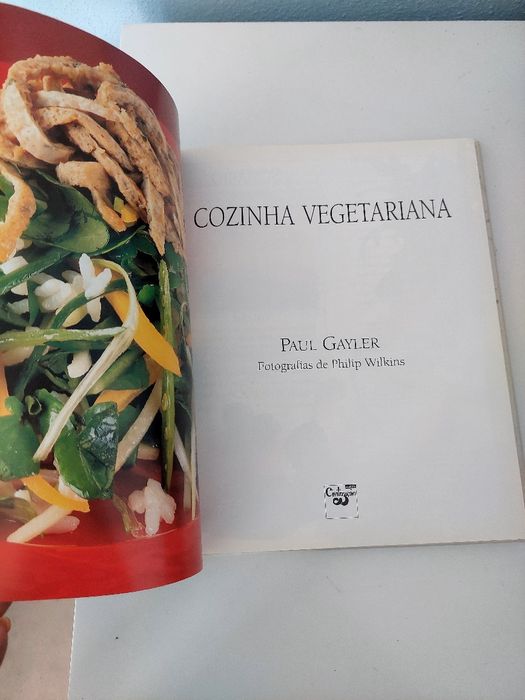 COZINHA VEGETARIANA
PAUL GAYLER
Fotografias de Philip Wilkins